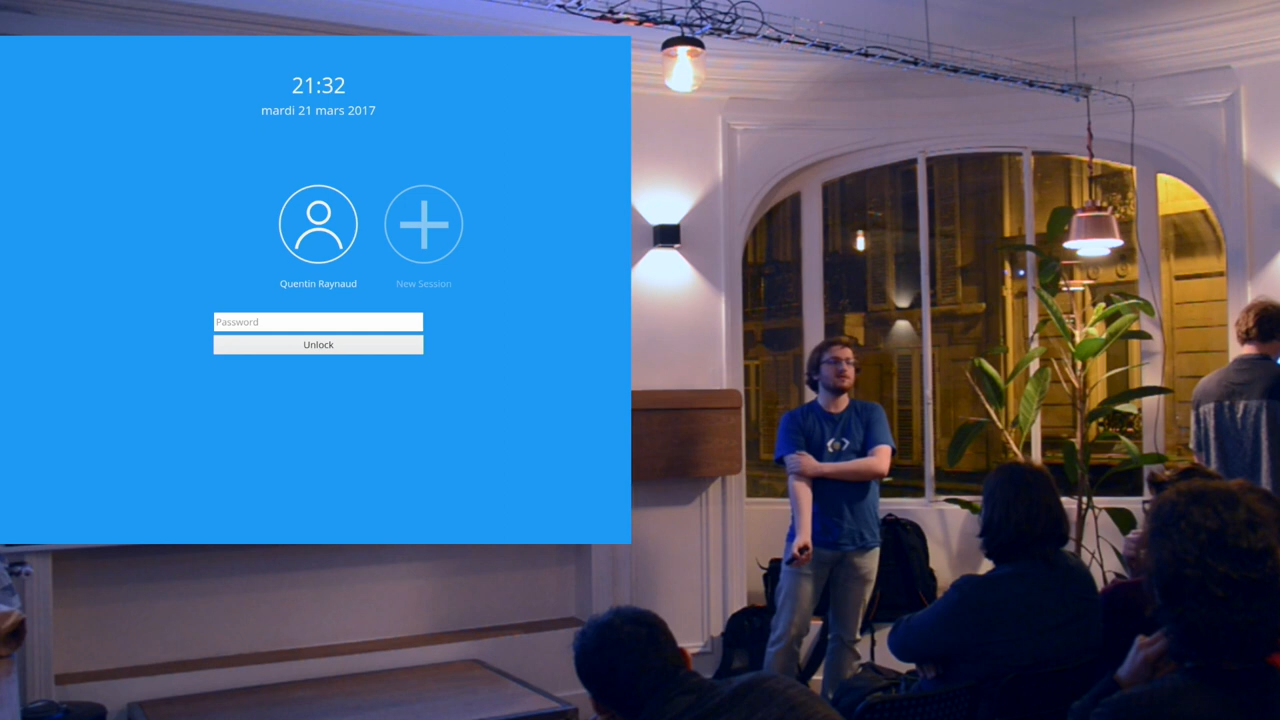 21:32
mardi 21 mars 2017
Quentin Raynaud
New Session
Password
Unlock